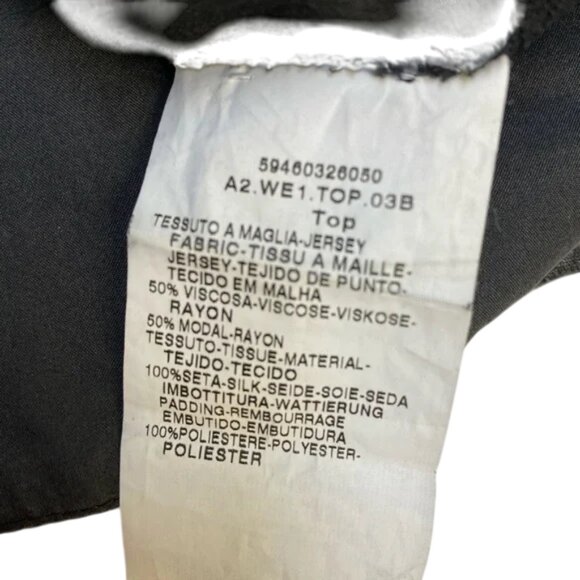 59460326050
A2.WE1.TOP.03B
Top
TESSUTO A MAGLIA-JERSEY
FABRIC-TISSU A MAILLE-
JERSEY-TEJIDO DE PUNTO-
TECIDO EM MALHA
50% VISCOSA-VISCOSE-VISKOSE-
RAYON
50% MODAL-RAYON
TESSUTO-TISSUE-MATERIAL-
TEJIDO-TECIDO
100%SETA-SILK-SEIDE-SOIE-SEDA
IMBOTTITURA-WATTIERUNG
PADDING-REMBOURRAGE
EMBUTIDO-EMBUTIDURA
100%POLIESTERE-POLYESTER-
POLIESTER